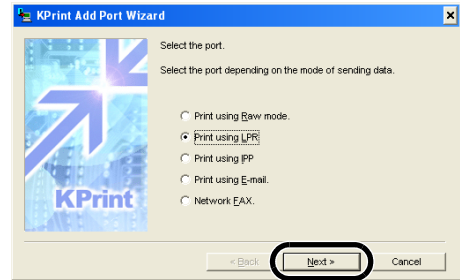 KPrint Add Port Wizard
Select the port.
Select the port depending on the mode of sending data.
Print using Raw mode.
Print using LPR
Print using IPP
Print using E-mail.
Network FAX.
KPrint
< Back Next > Cancel